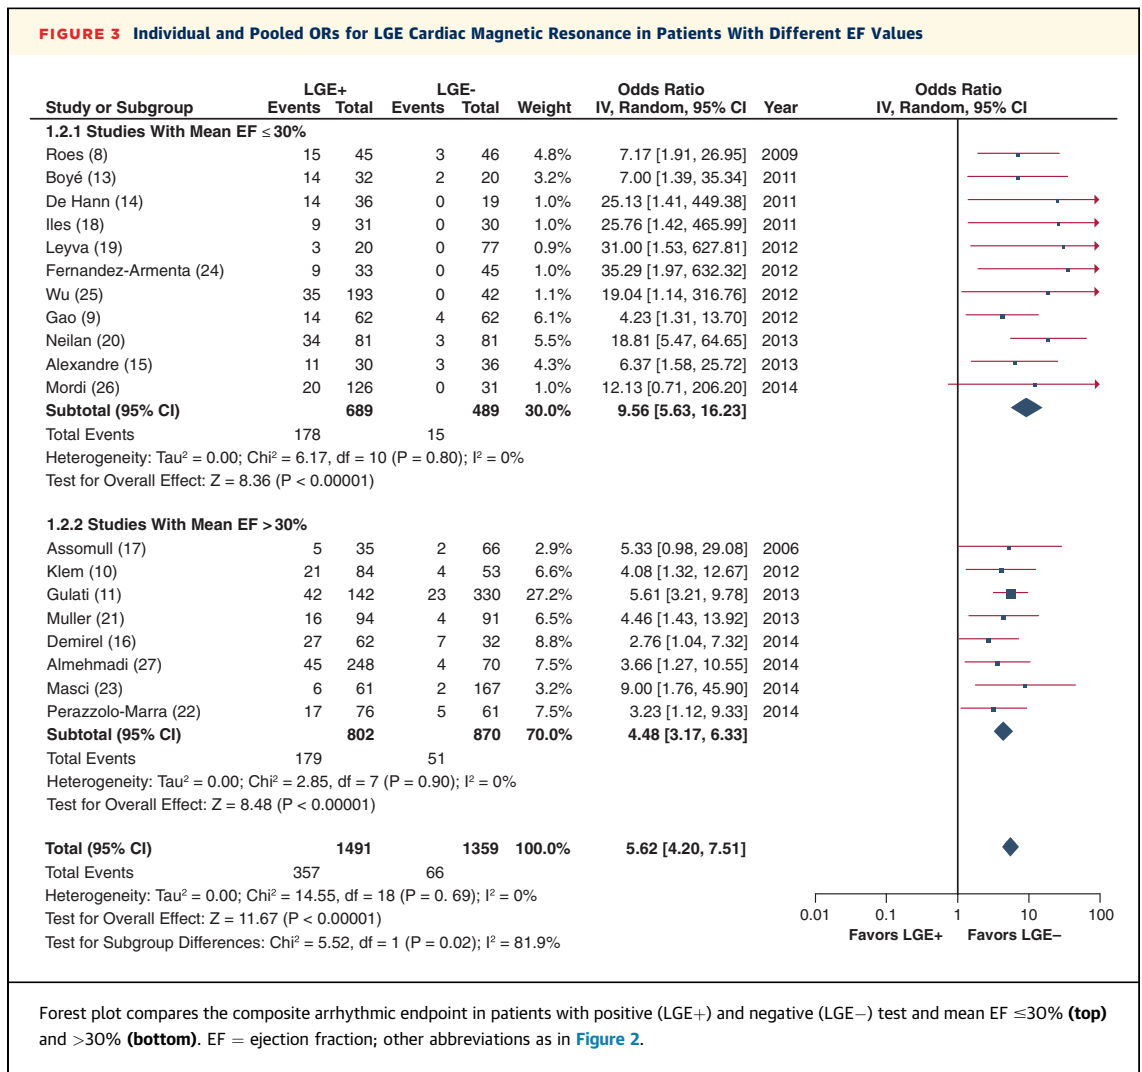 FIGURE 3 Individual and Pooled ORs for LGE Cardiac Magnetic Resonance in Patients With Different EF Values
LGE+ LGE- Odds Ratio Odds Ratio
Study or Subgroup Events Total Events Total Weight IV, Random, 95% CI Year IV, Random, 95% CI
1.2.1 Studies With Mean EF ≤ 30%
Roes (8) 15 45 3 46 4.8% 7.17 [1.91, 26.95] 2009
Boyé (13) 14 32 2 20 3.2% 7.00 [1.39, 35.34] 2011
De Hann (14) 14 36 0 19 1.0% 25.13 [1.41, 449.38] 2011
Iles (18) 9 31 0 30 1.0% 25.76 [1.42, 465.99] 2011
Leyva (19) 3 20 0 77 0.9% 31.00 [1.53, 627.81] 2012
Fernandez-Armenta (24) 9 33 0 45 1.0% 35.29 [1.97, 632.32] 2012
Wu (25) 35 193 0 42 1.1% 19.04 [1.14, 316.76] 2012
Gao (9) 14 62 4 62 6.1% 4.23 [1.31, 13.70] 2012
Neilan (20) 34 81 3 81 5.5% 18.81 [5.47, 64.65] 2013
Alexandre (15) 11 30 3 36 4.3% 6.37 [1.58, 25.72] 2013
Mordi (26) 20 126 0 31 1.0% 12.13 [0.71, 206.20] 2014
Subtotal (95% CI) 689 489 30.0% 9.56 [5.63, 16.23]
Total Events 178 15
Heterogeneity: Tau² = 0.00; Chi² = 6.17, df = 10 (P = 0.80); I² = 0%
Test for Overall Effect: Z = 8.36 (P < 0.00001)
1.2.2 Studies With Mean EF > 30%
Assomull (17) 5 35 2 66 2.9% 5.33 [0.98, 29.08] 2006
Klem (10) 21 84 4 53 6.6% 4.08 [1.32, 12.67] 2012
Gulati (11) 42 142 23 330 27.2% 5.61 [3.21, 9.78] 2013
Muller (21) 16 94 4 91 6.5% 4.46 [1.43, 13.92] 2013
Demirel (16) 27 62 7 32 8.8% 2.76 [1.04, 7.32] 2014
Almehmadi (27) 45 248 4 70 7.5% 3.66 [1.27, 10.55] 2014
Masci (23) 6 61 2 167 3.2% 9.00 [1.76, 45.90] 2014
Perazzolo-Marra (22) 17 76 5 61 7.5% 3.23 [1.12, 9.33] 2014
Subtotal (95% CI) 802 870 70.0% 4.48 [3.17, 6.33]
Total Events 179 51
Heterogeneity: Tau² = 0.00; Chi² = 2.85, df = 7 (P = 0.90); I² = 0%
Test for Overall Effect: Z = 8.48 (P < 0.00001)
Total (95% CI) 1491 1359 100.0% 5.62 [4.20, 7.51]
Total Events 357 66
Heterogeneity: Tau² = 0.00; Chi² = 14.55, df = 18 (P = 0. 69); I² = 0%
Test for Overall Effect: Z = 11.67 (P < 0.00001)
Test for Subgroup Differences: Chi² = 5.52, df = 1 (P = 0.02); I² = 81.9%
0.01 0.1 1 10 100
Favors LGE+ Favors LGE−
Forest plot compares the composite arrhythmic endpoint in patients with positive (LGE+) and negative (LGE−) test and mean EF ≤30% (top)
and >30% (bottom). EF = ejection fraction; other abbreviations as in Figure 2.